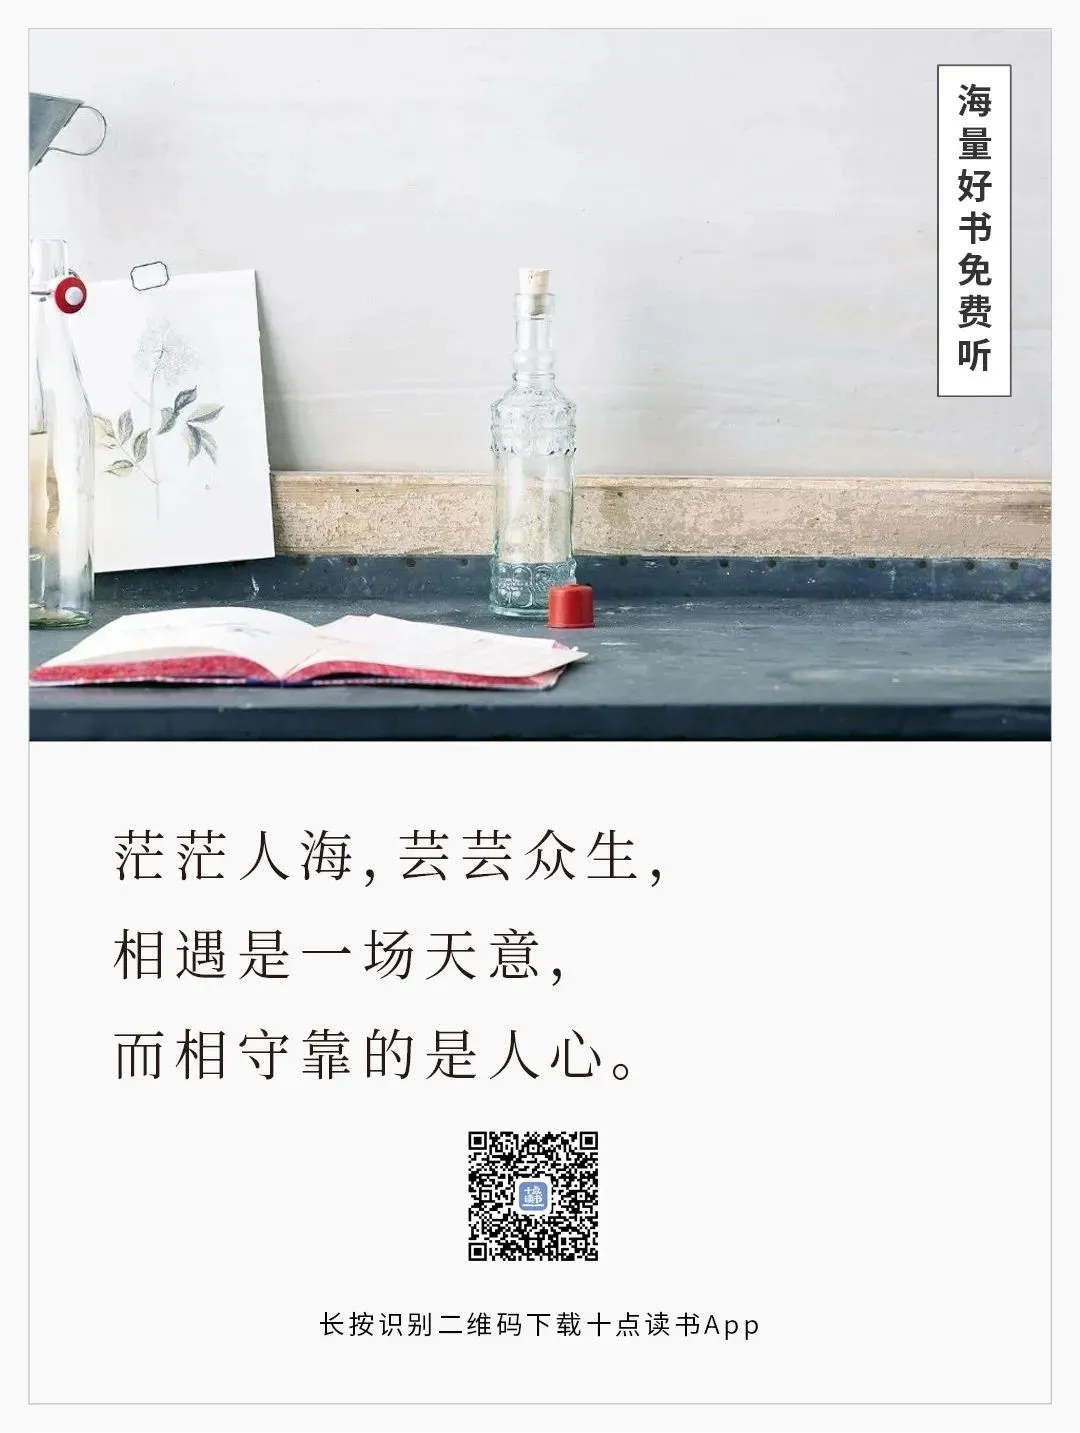 海量好书免费听
茫茫人海，芸芸众生，
相遇是一场天意，
而相守靠的是人心。
十点
读书
长按识别二维码下载十点读书App